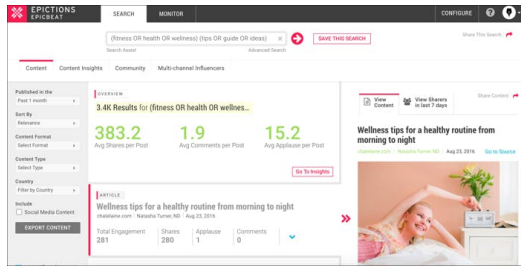 EPICTIONS
EPICBEAT
SEARCH
MONITOR
CONFIGURE
(fitness OR health OR wellness) (tips OR guide OR ideas)
SAVE THIS SEARCH
Share This Search
Search Assist
Advanced Search
Content
Content Insights
Community
Multi-channel Influencers
Published in the
Past 1 month
Sort By
Relevance
Content Format
Select Format
Content Type
Select Type
Country
Filter by Country
Include
Social Media Content
EXPORT CONTENT
OVERVIEW
3.4K Results for (fitness OR health OR wellnes...
383.2
Avg Shares per Post
1.9
Avg Comments per Post
15.2
Avg Applause per Post
Go To Insights
ARTICLE
Wellness tips for a healthy routine from morning to night
chatelaine.com Natasha Turner, ND Aug 23, 2016
Total Engagement
281
Shares
280
Applause
1
Comments
0
View Content
View Sharers in last 7 days
Share Content
Wellness tips for healthy routine from
morning to night
chatelaine.com Natasha Turner, ND Aug 23, 2016 Go to Source